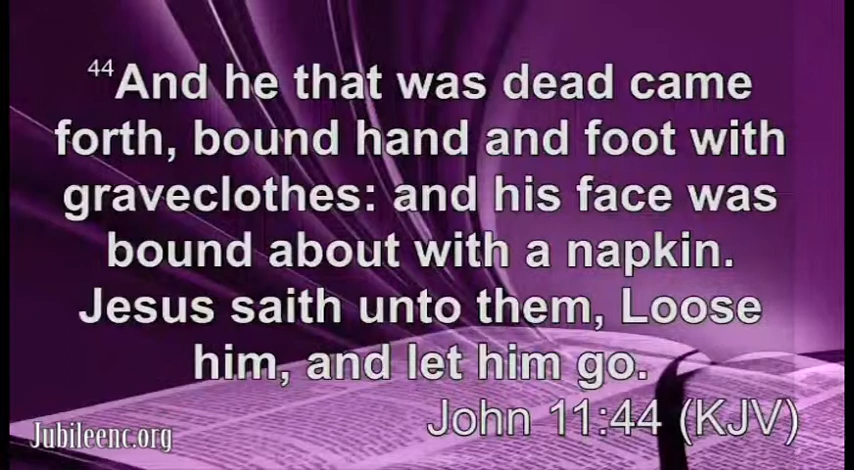 44And he that was dead came
forth, bound hand and foot with
graveclothes: and his face was
bound about with a napkin.
Jesus saith unto them, Loose
him, and let him go.
John 11:44 (KJV)
Jubileenc.org